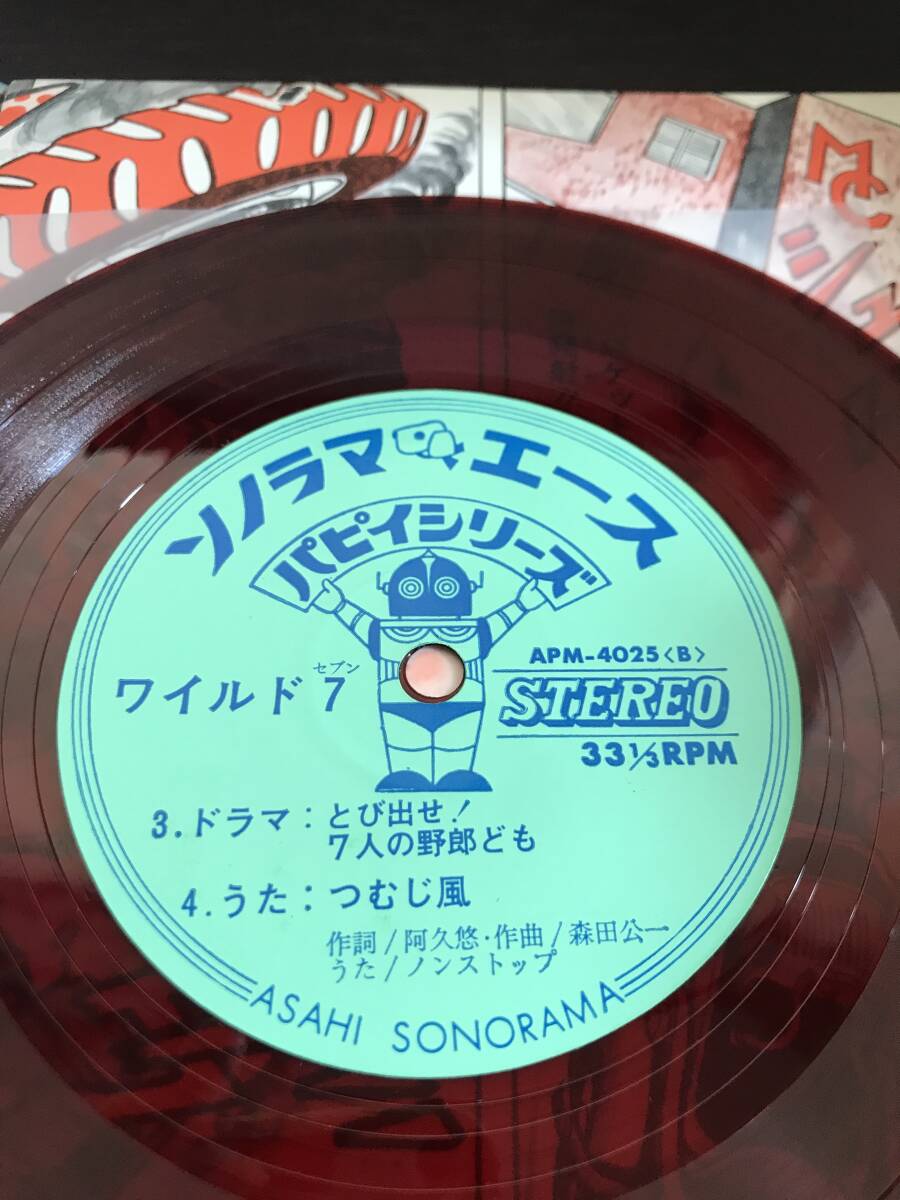 ソノラマエース
パピイシリーズ
APM-4025〈B〉
STEREO
33⅓RPM
セブン
ワイルド7
3.ドラマ:とび出せ!
7人の野郎ども
4.うた:つむじ風
作詞/阿久悠・作曲/森田公一
うた/ノンストップ
ASAHI SONORAMA